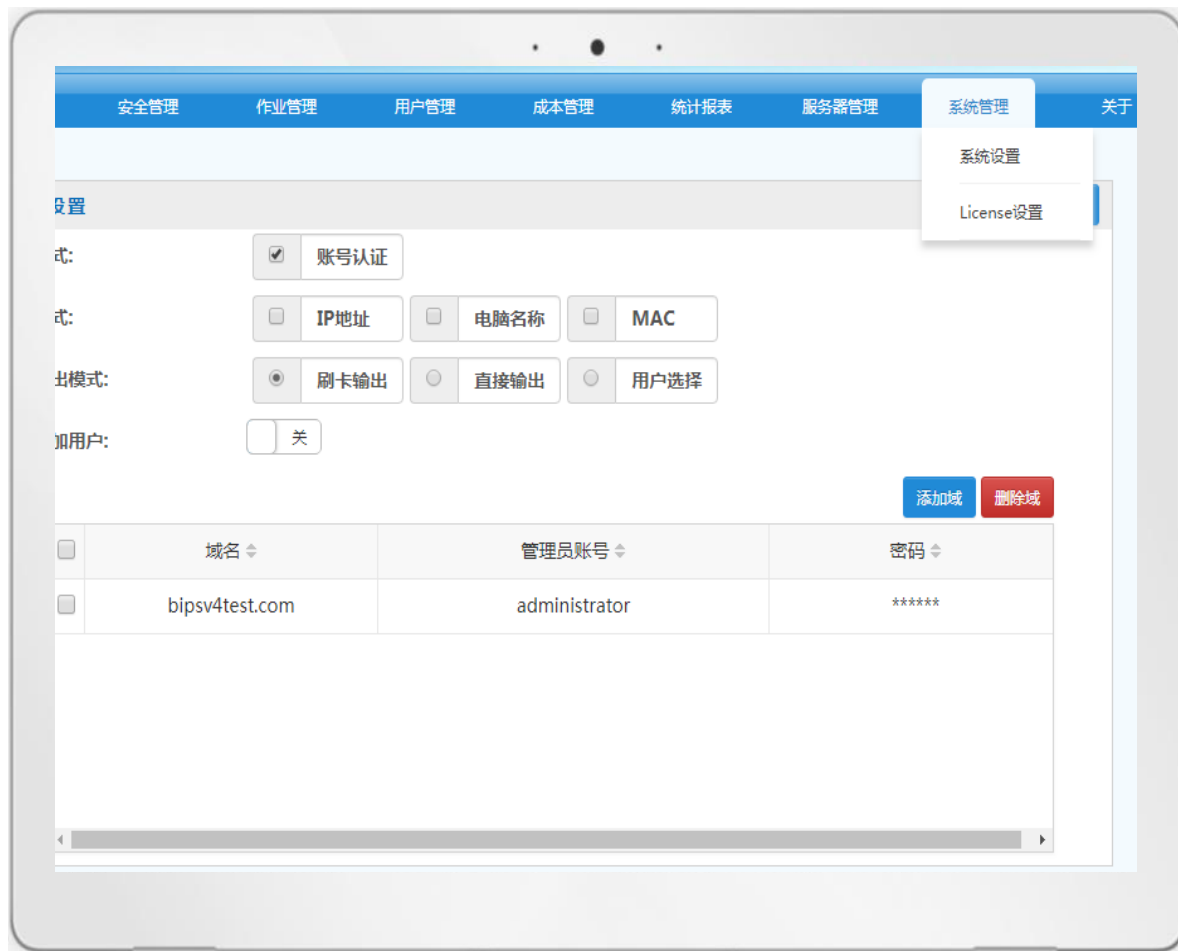 安全管理 作业管理 用户管理 成本管理 统计报表 服务器管理 系统管理 关于
系统设置
License设置
设置
式:
账号认证
式:
IP地址 电脑名称 MAC
出模式:
刷卡输出 直接输出 用户选择
加用户:
关
添加域 删除域
域名 管理员账号 密码
bipsv4test.com administrator ******